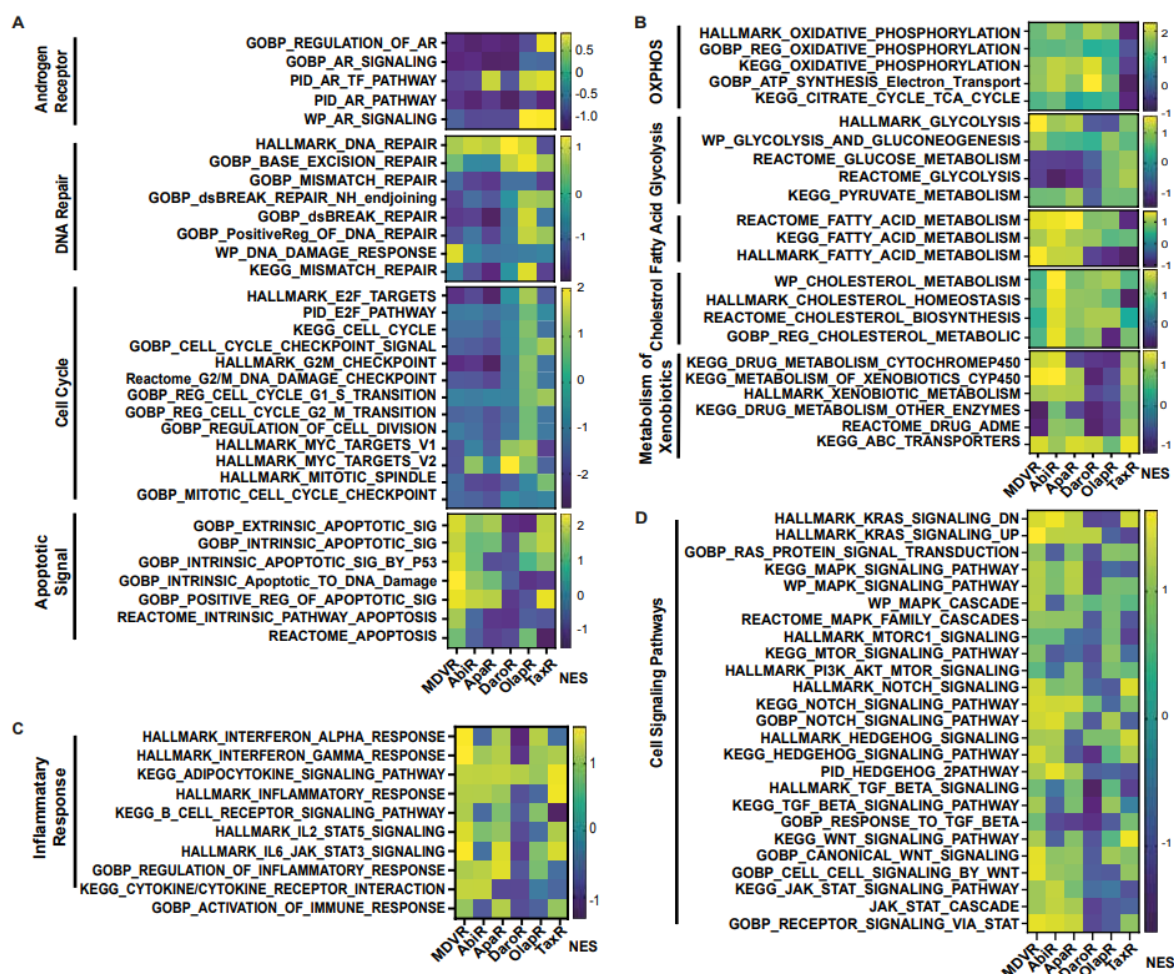 A
Androgen
Receptor
GOBP_REGULATION_OF_AR
GOBP_AR_SIGNALING
PID_AR_TF_PATHWAY
PID_AR_PATHWAY
WP_AR_SIGNALING
0.5
0
-0.5
-1.0
DNA Repair
HALLMARK_DNA_REPAIR
GOBP_BASE_EXCISION_REPAIR
GOBP_MISMATCH_REPAIR
GOBP_dsBREAK_REPAIR_NH_endjoining
GOBP_dsBREAK_REPAIR
GOBP_PositiveReg_OF_DNA_REPAIR
WP_DNA_DAMAGE_RESPONSE
KEGG_MISMATCH_REPAIR
1
0
-1
Cell Cycle
HALLMARK_E2F_TARGETS
PID_E2F_PATHWAY
KEGG_CELL_CYCLE
GOBP_CELL_CYCLE_CHECKPOINT_SIGNAL
HALLMARK_G2M_CHECKPOINT
Reactome_G2/M_DNA_DAMAGE_CHECKPOINT
GOBP_REG_CELL_CYCLE_G1_S_TRANSITION
GOBP_REG_CELL_CYCLE_G2_M_TRANSITION
GOBP_REGULATION_OF_CELL_DIVISION
HALLMARK_MYC_TARGETS_V1
HALLMARK_MYC_TARGETS_V2
HALLMARK_MITOTIC_SPINDLE
GOBP_MITOTIC_CELL_CYCLE_CHECKPOINT
2
1
0
-1
-2
Apoptotic
Signal
GOBP_EXTRINSIC_APOPTOTIC_SIG
GOBP_INTRINSIC_APOPTOTIC_SIG
GOBP_INTRINSIC_APOPTOTIC_SIG_BY_P53
GOBP_INTRINSIC_Apoptotic_TO_DNA_Damage
GOBP_POSITIVE_REG_OF_APOPTOTIC_SIG
REACTOME_INTRINSIC_PATHWAY_APOPTOSIS
REACTOME_APOPTOSIS
2
1
0
-1
MDVR
AbiR
ApaR
DaroR
OlapR
TaxR
NES
B
OXPHOS
HALLMARK_OXIDATIVE_PHOSPHORYLATION
GOBP_REG_OXIDATIVE_PHOSPHORYLATION
KEGG_OXIDATIVE_PHOSPHORYLATION
GOBP_ATP_SYNTHESIS_Electron_Transport
KEGG_CITRATE_CYCLE_TCA_CYCLE
2
1
0
-1
Glycolysis
HALLMARK_GLYCOLYSIS
WP_GLYCOLYSIS_AND_GLUCONEOGENESIS
REACTOME_GLUCOSE_METABOLISM
REACTOME_GLYCOLYSIS
KEGG_PYRUVATE_METABOLISM
1
0
-1
Fatty Acid
REACTOME_FATTY_ACID_METABOLISM
KEGG_FATTY_ACID_METABOLISM
HALLMARK_FATTY_ACID_METABOLISM
1
0
-1
Cholestrol
WP_CHOLESTEROL_METABOLISM
HALLMARK_CHOLESTEROL_HOMEOSTASIS
REACTOME_CHOLESTEROL_BIOSYNTHESIS
GOBP_REG_CHOLESTEROL_METABOLIC
1
0
-1
Metabolism of
Xenobiotics
KEGG_DRUG_METABOLISM_CYTOCHROMEP450
KEGG_METABOLISM_OF_XENOBIOTICS_CYP450
HALLMARK_XENOBIOTIC_METABOLISM
KEGG_DRUG_METABOLISM_OTHER_ENZYMES
REACTOME_DRUG_ADME
KEGG_ABC_TRANSPORTERS
1
0
-1
MDVR
AbiR
ApaR
DaroR
OlapR
TaxR
NES
C
Inflammatory
Response
HALLMARK_INTERFERON_ALPHA_RESPONSE
HALLMARK_INTERFERON_GAMMA_RESPONSE
KEGG_ADIPOCYTOKINE_SIGNALING_PATHWAY
HALLMARK_INFLAMMATORY_RESPONSE
KEGG_B_CELL_RECEPTOR_SIGNALING_PATHWAY
HALLMARK_IL2_STAT5_SIGNALING
HALLMARK_IL6_JAK_STAT3_SIGNALING
GOBP_REGULATION_OF_INFLAMMATORY_RESPONSE
KEGG_CYTOKINE/CYTOKINE_RECEPTOR_INTERACTION
GOBP_ACTIVATION_OF_IMMUNE_RESPONSE
1
0
-1
MDVR
AbiR
ApaR
DaroR
OlapR
TaxR
NES
D
Cell Signaling Pathways
HALLMARK_KRAS_SIGNALING_DN
HALLMARK_KRAS_SIGNALING_UP
GOBP_RAS_PROTEIN_SIGNAL_TRANSDUCTION
KEGG_MAPK_SIGNALING_PATHWAY
WP_MAPK_SIGNALING_PATHWAY
WP_MAPK_CASCADE
REACTOME_MAPK_FAMILY_CASCADES
HALLMARK_MTORC1_SIGNALING
KEGG_MTOR_SIGNALING_PATHWAY
HALLMARK_PI3K_AKT_MTOR_SIGNALING
HALLMARK_NOTCH_SIGNALING
KEGG_NOTCH_SIGNALING_PATHWAY
GOBP_NOTCH_SIGNALING_PATHWAY
HALLMARK_HEDGEHOG_SIGNALING
KEGG_HEDGEHOG_SIGNALING_PATHWAY
PID_HEDGEHOG_2PATHWAY
HALLMARK_TGF_BETA_SIGNALING
KEGG_TGF_BETA_SIGNALING_PATHWAY
GOBP_RESPONSE_TO_TGF_BETA
KEGG_WNT_SIGNALING_PATHWAY
GOBP_CANONICAL_WNT_SIGNALING
GOBP_CELL_CELL_SIGNALING_BY_WNT
KEGG_JAK_STAT_SIGNALING_PATHWAY
JAK_STAT_CASCADE
GOBP_RECEPTOR_SIGNALING_VIA_STAT
1
0
-1
MDVR
AbiR
ApaR
DaroR
OlapR
TaxR
NES